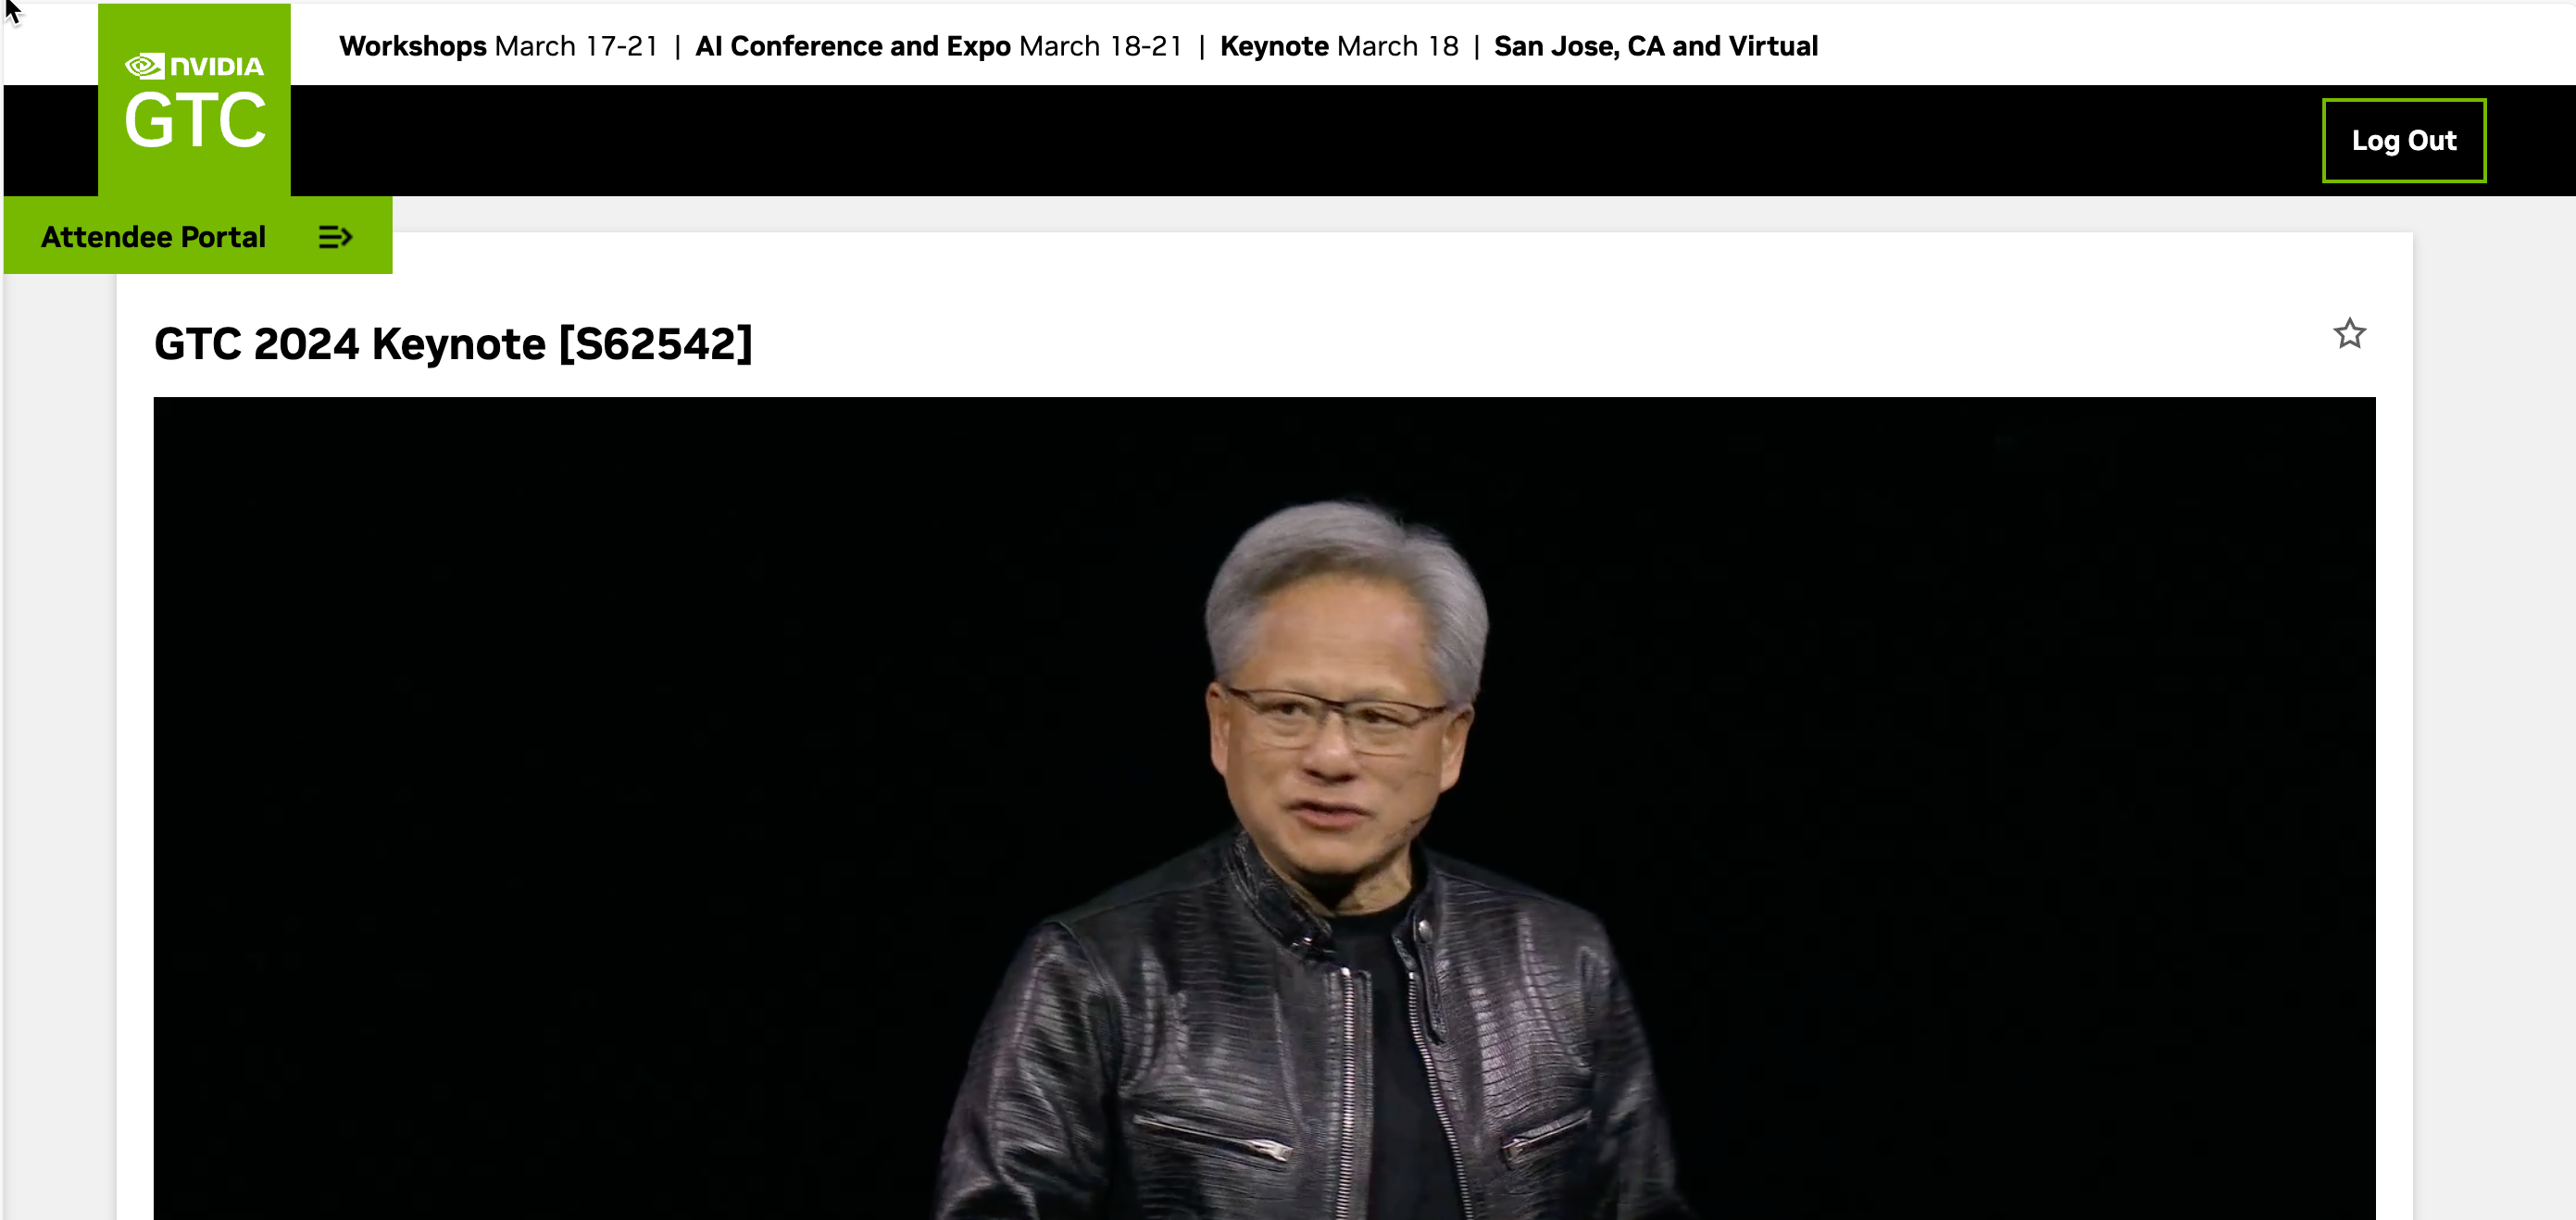 Workshops March 17-21 | AI Conference and Expo March 18-21 | Keynote March 18 | San Jose, CA and Virtual
NVIDIA
GTC
Log Out
Attendee Portal
GTC 2024 Keynote [S62542]